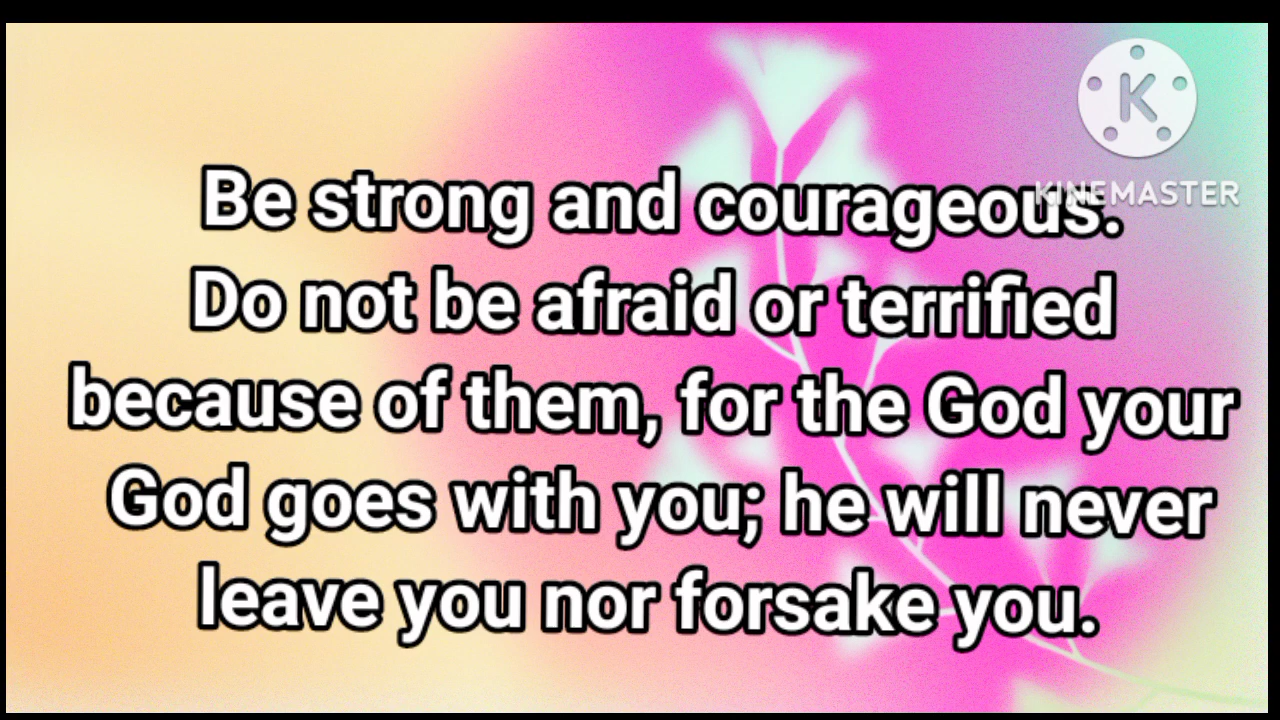 K
KINEMASTER
Be strong and courageous.
Do not be afraid or terrified
because of them, for the God your
God goes with you; he will never
leave you nor forsake you.